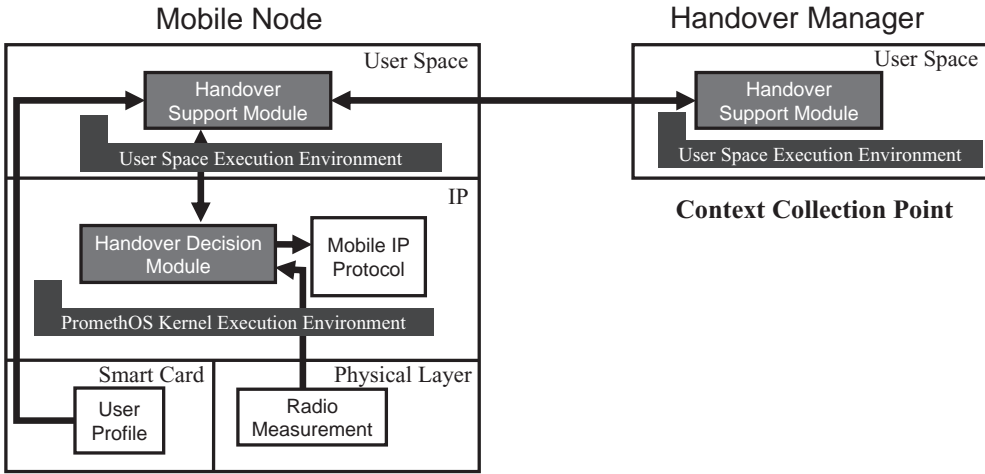 Mobile Node
Handover Manager
User Space
Handover
Support Module
User Space Execution Environment
User Space
Handover
Support Module
User Space Execution Environment
Context Collection Point
IP
Handover Decision
Module
Mobile IP
Protocol
PromethOS Kernel Execution Environment
Smart Card
User
Profile
Physical Layer
Radio
Measurement